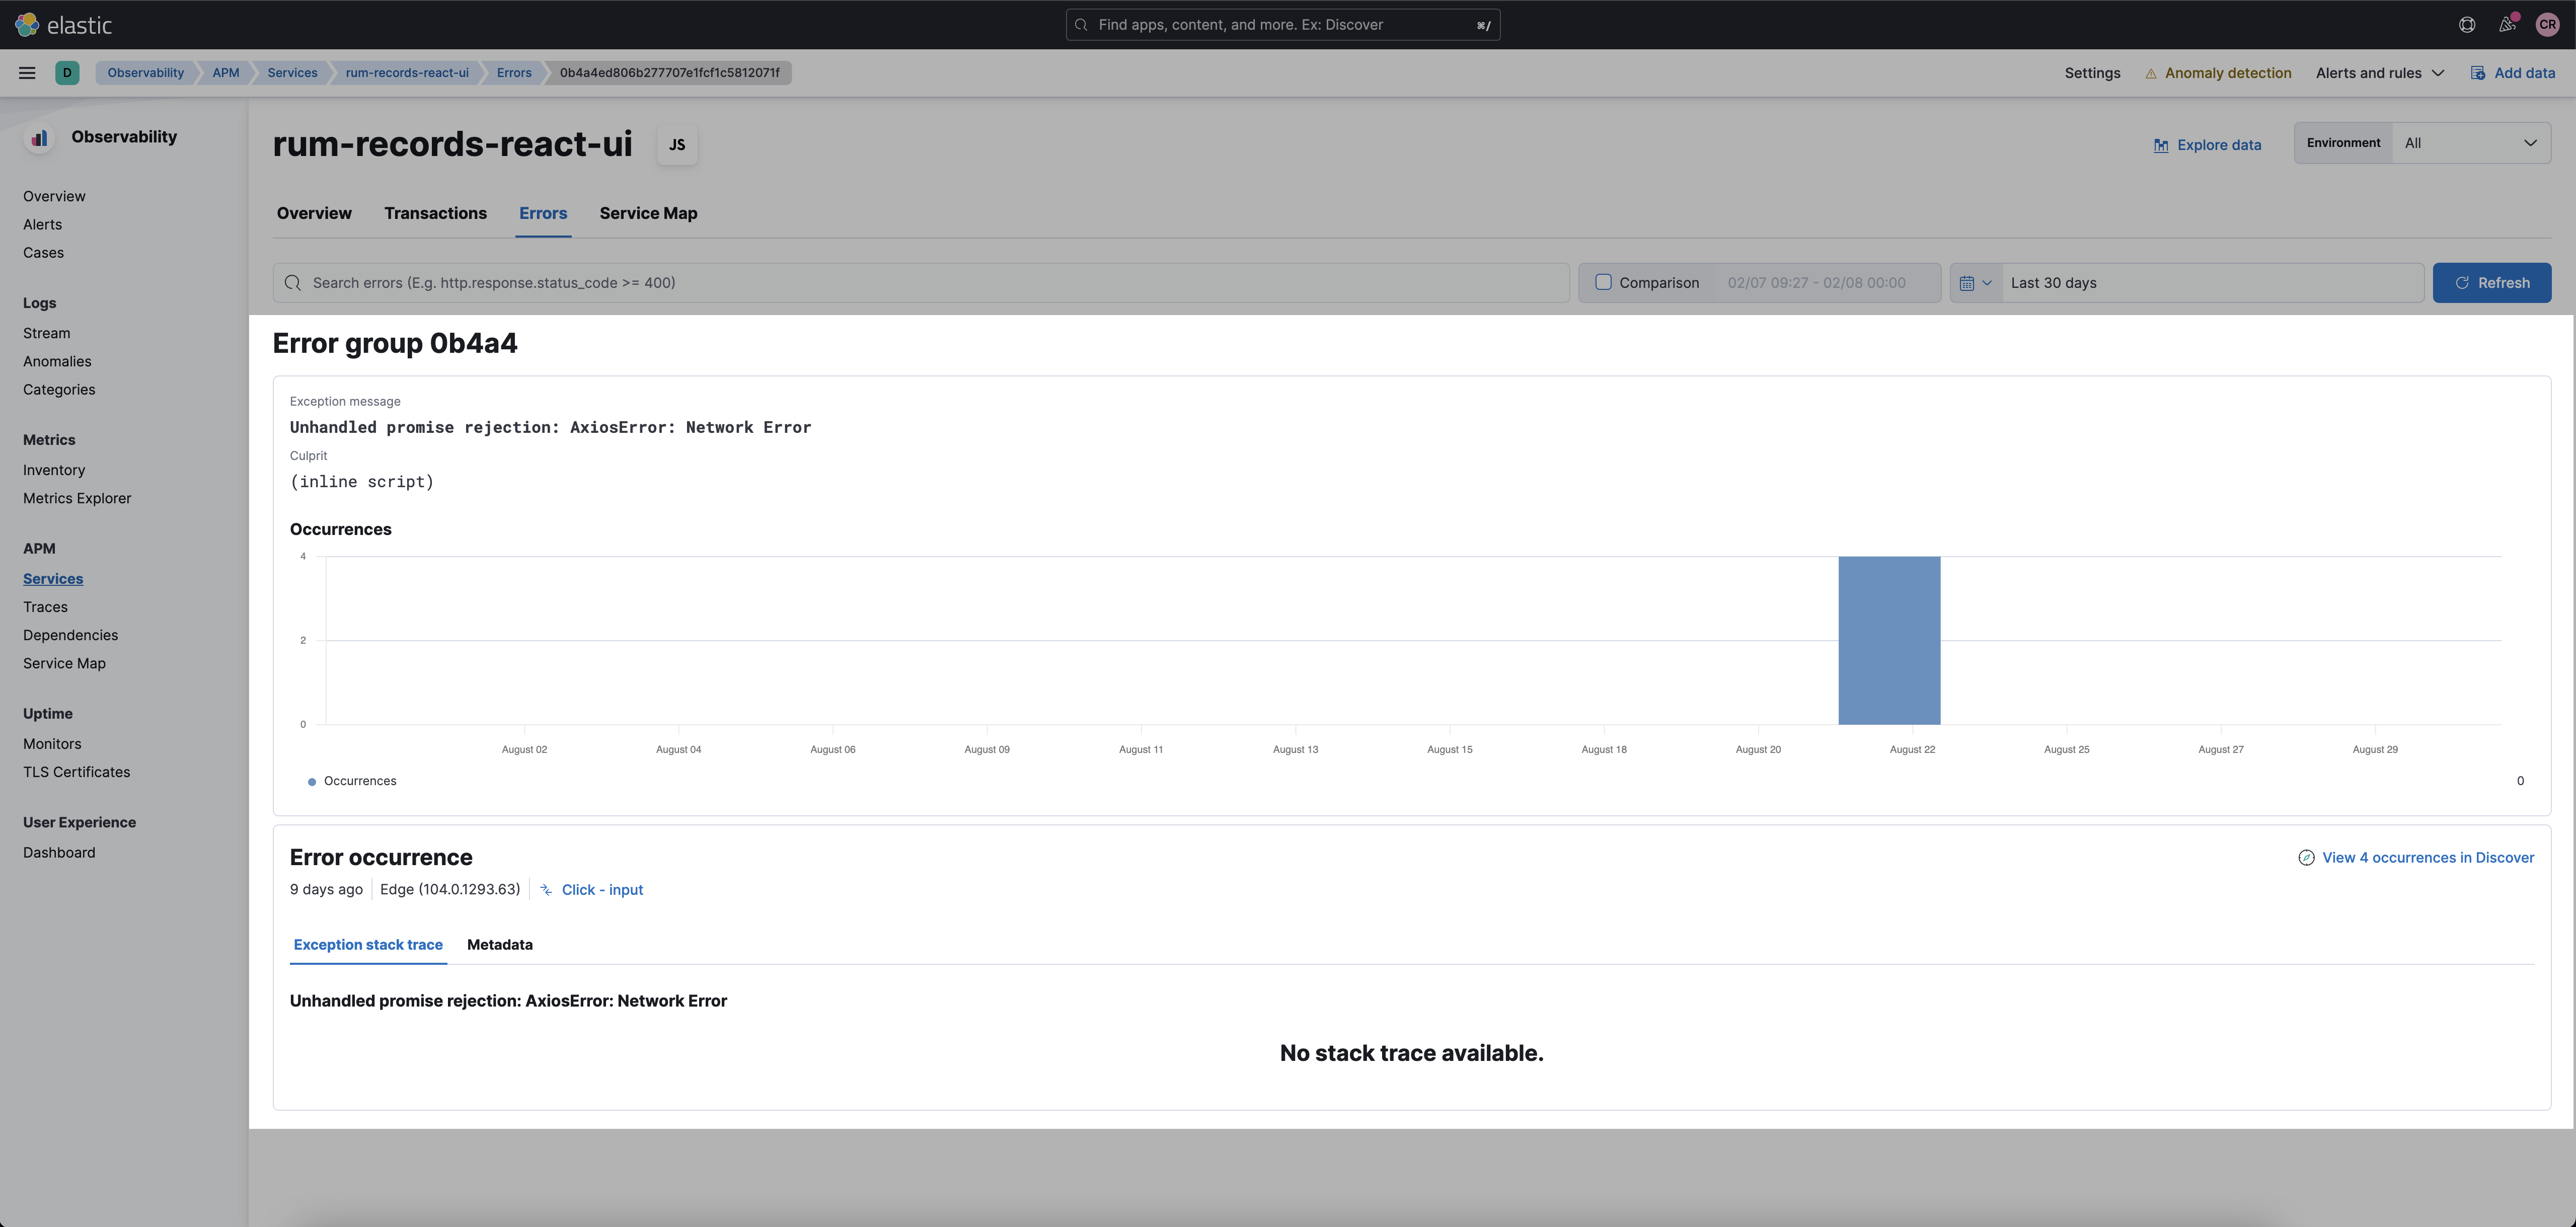 elastic
Find apps, content, and more. Ex: Discover
⌘/
CR
D
Observability
APM
Services
rum-records-react-ui
Errors
0b4a4ed806b277707e1fcf1c5812071f
Settings
Anomaly detection
Alerts and rules
Add data
Observability
Overview
Alerts
Cases
Logs
Stream
Anomalies
Categories
Metrics
Inventory
Metrics Explorer
APM
Services
Traces
Dependencies
Service Map
Uptime
Monitors
TLS Certificates
User Experience
Dashboard
rum-records-react-ui
JS
Explore data
Environment
All
Overview
Transactions
Errors
Service Map
Search errors (E.g. http.response.status_code >= 400)
Comparison
02/07 09:27 - 02/08 00:00
Last 30 days
Refresh
Error group 0b4a4
Exception message
Unhandled promise rejection: AxiosError: Network Error
Culprit
(inline script)
Occurrences
4
2
0
August 02
August 04
August 06
August 09
August 11
August 13
August 15
August 18
August 20
August 22
August 25
August 27
August 29
Occurrences
0
Error occurrence
View 4 occurrences in Discover
9 days ago
Edge (104.0.1293.63)
Click - input
Exception stack trace
Metadata
Unhandled promise rejection: AxiosError: Network Error
No stack trace available.